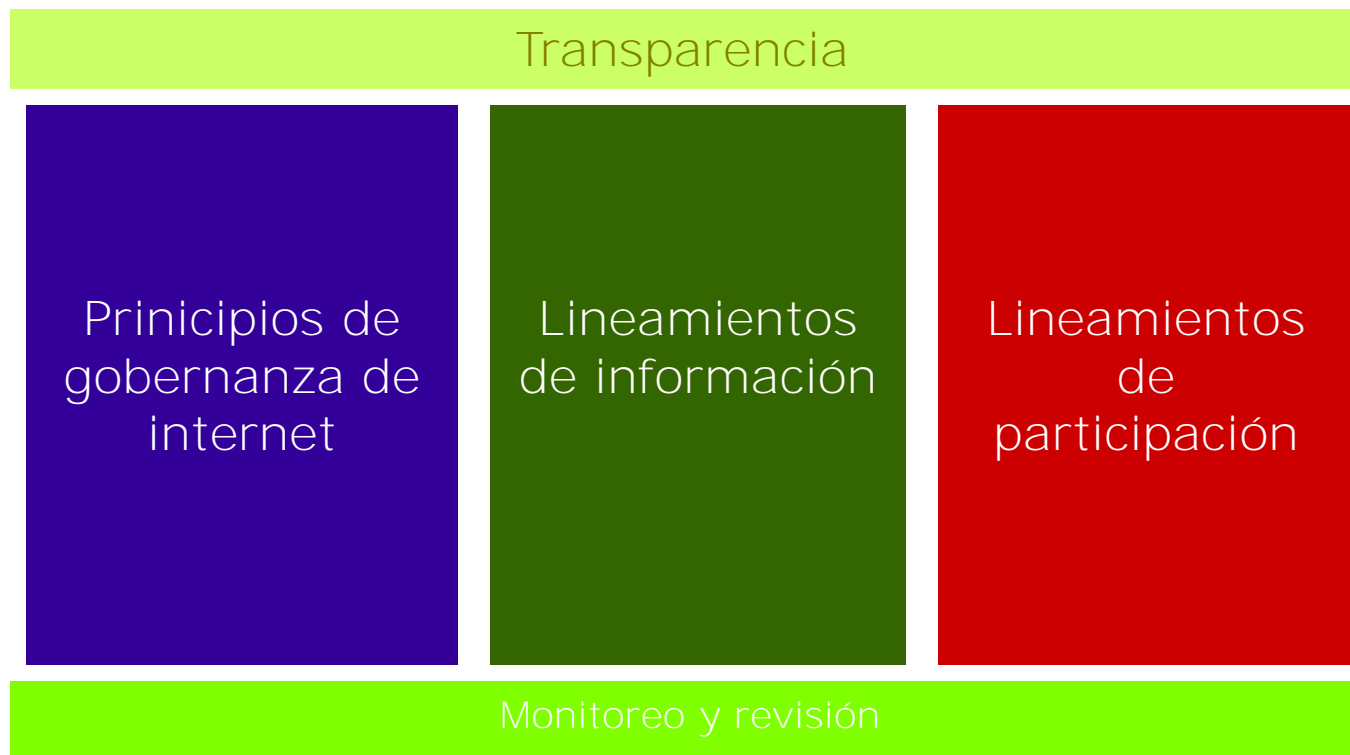 Transparencia
Prinicipios de
gobernanza de
internet
Lineamientos
de información
Lineamientos
de
participación
Monitoreo y revisión